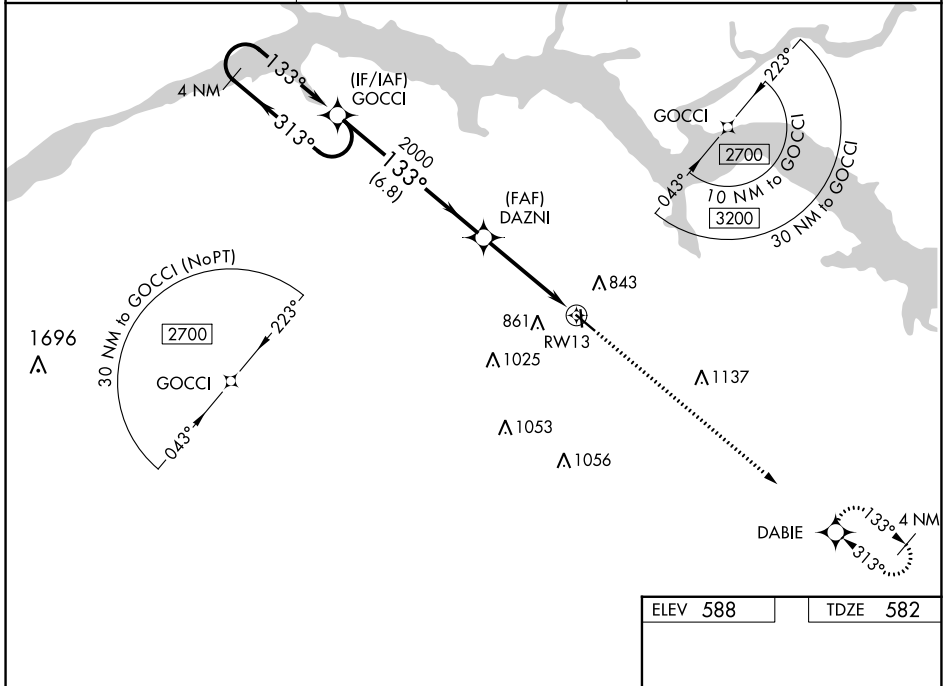 133°
4 NM
313°
(IF/IAF)
GOCCI
2000
133°
(6.8)
(FAF)
DAZNI
GOCCI
223°
043°
2700
10 NM to GOCCI
3200
30 NM to GOCCI
30 NM to GOCCI (NoPT)
2700
223°
GOCCI
043°
1696
843
861
RW13
1025
1137
1053
1056
DABIE
133°
4 NM
313°
ELEV 588
TDZE 582